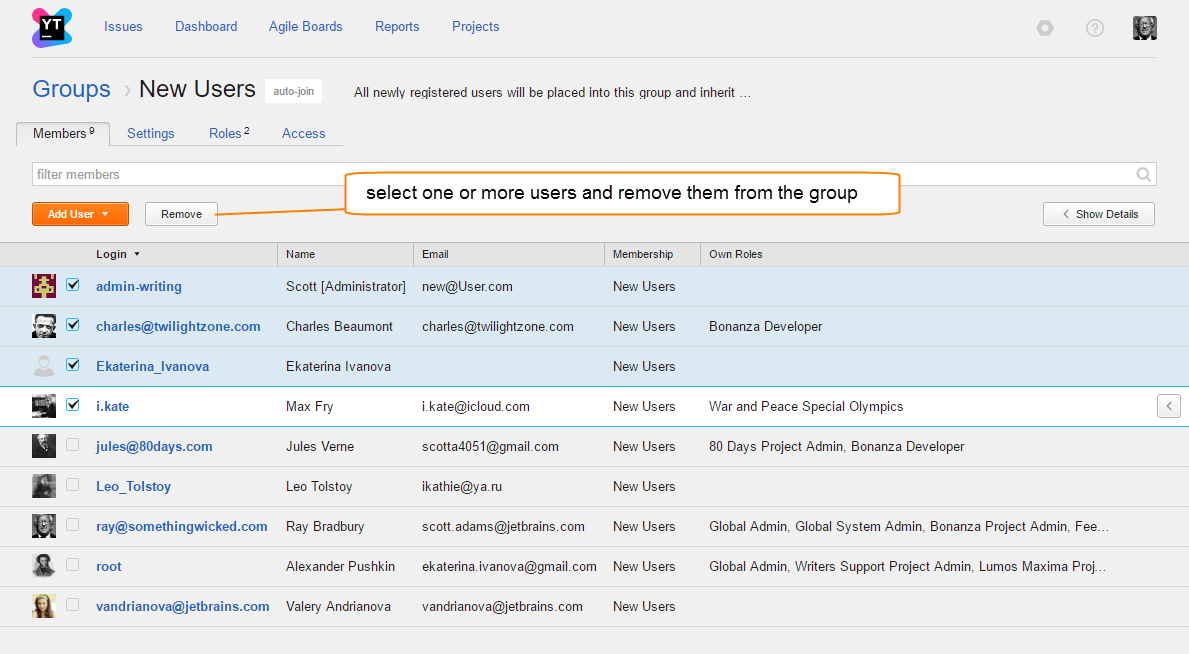 YT
Issues Dashboard Agile Boards Reports Projects
?
Groups › New Users auto-join All newly registered users will be placed into this group and inherit …
Members 9 Settings Roles 2 Access
filter members
select one or more users and remove them from the group
Add User Remove Show Details
Login Name Email Membership Own Roles
admin-writing Scott [Administrator] new@User.com New Users
charles@twilightzone.com Charles Beaumont charles@twilightzone.com New Users Bonanza Developer
Ekaterina_Ivanova Ekaterina Ivanova New Users
i.kate Max Fry i.kate@icloud.com New Users War and Peace Special Olympics
jules@80days.com Jules Verne scotta4051@gmail.com New Users 80 Days Project Admin, Bonanza Developer
Leo_Tolstoy Leo Tolstoy ikathie@ya.ru New Users
ray@somethingwicked.com Ray Bradbury scott.adams@jetbrains.com New Users Global Admin, Global System Admin, Bonanza Project Admin, Fee…
root Alexander Pushkin ekaterina.ivanova@gmail.com New Users Global Admin, Writers Support Project Admin, Lumos Maxima Proj…
vandrianova@jetbrains.com Valery Andrianova vandrianova@jetbrains.com New Users